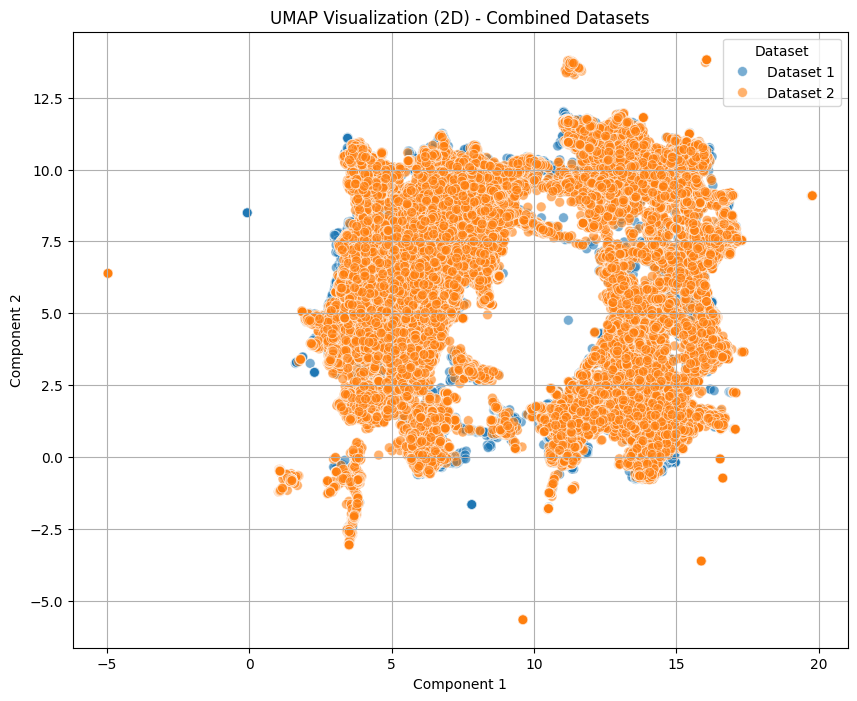 UMAP Visualization (2D) - Combined Datasets
Dataset
Dataset 1
Dataset 2
12.5
10.0
7.5
5.0
2.5
0.0
−2.5
−5.0
Component 2
−5
0
5
10
15
20
Component 1